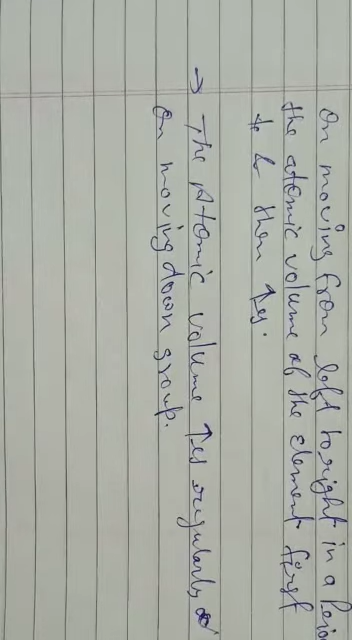 On moving from left to right in a Perio
the atomic volume of the element first
↓ & then ↑es.
→ The Atomic volume ↑es regularly
on moving down group.